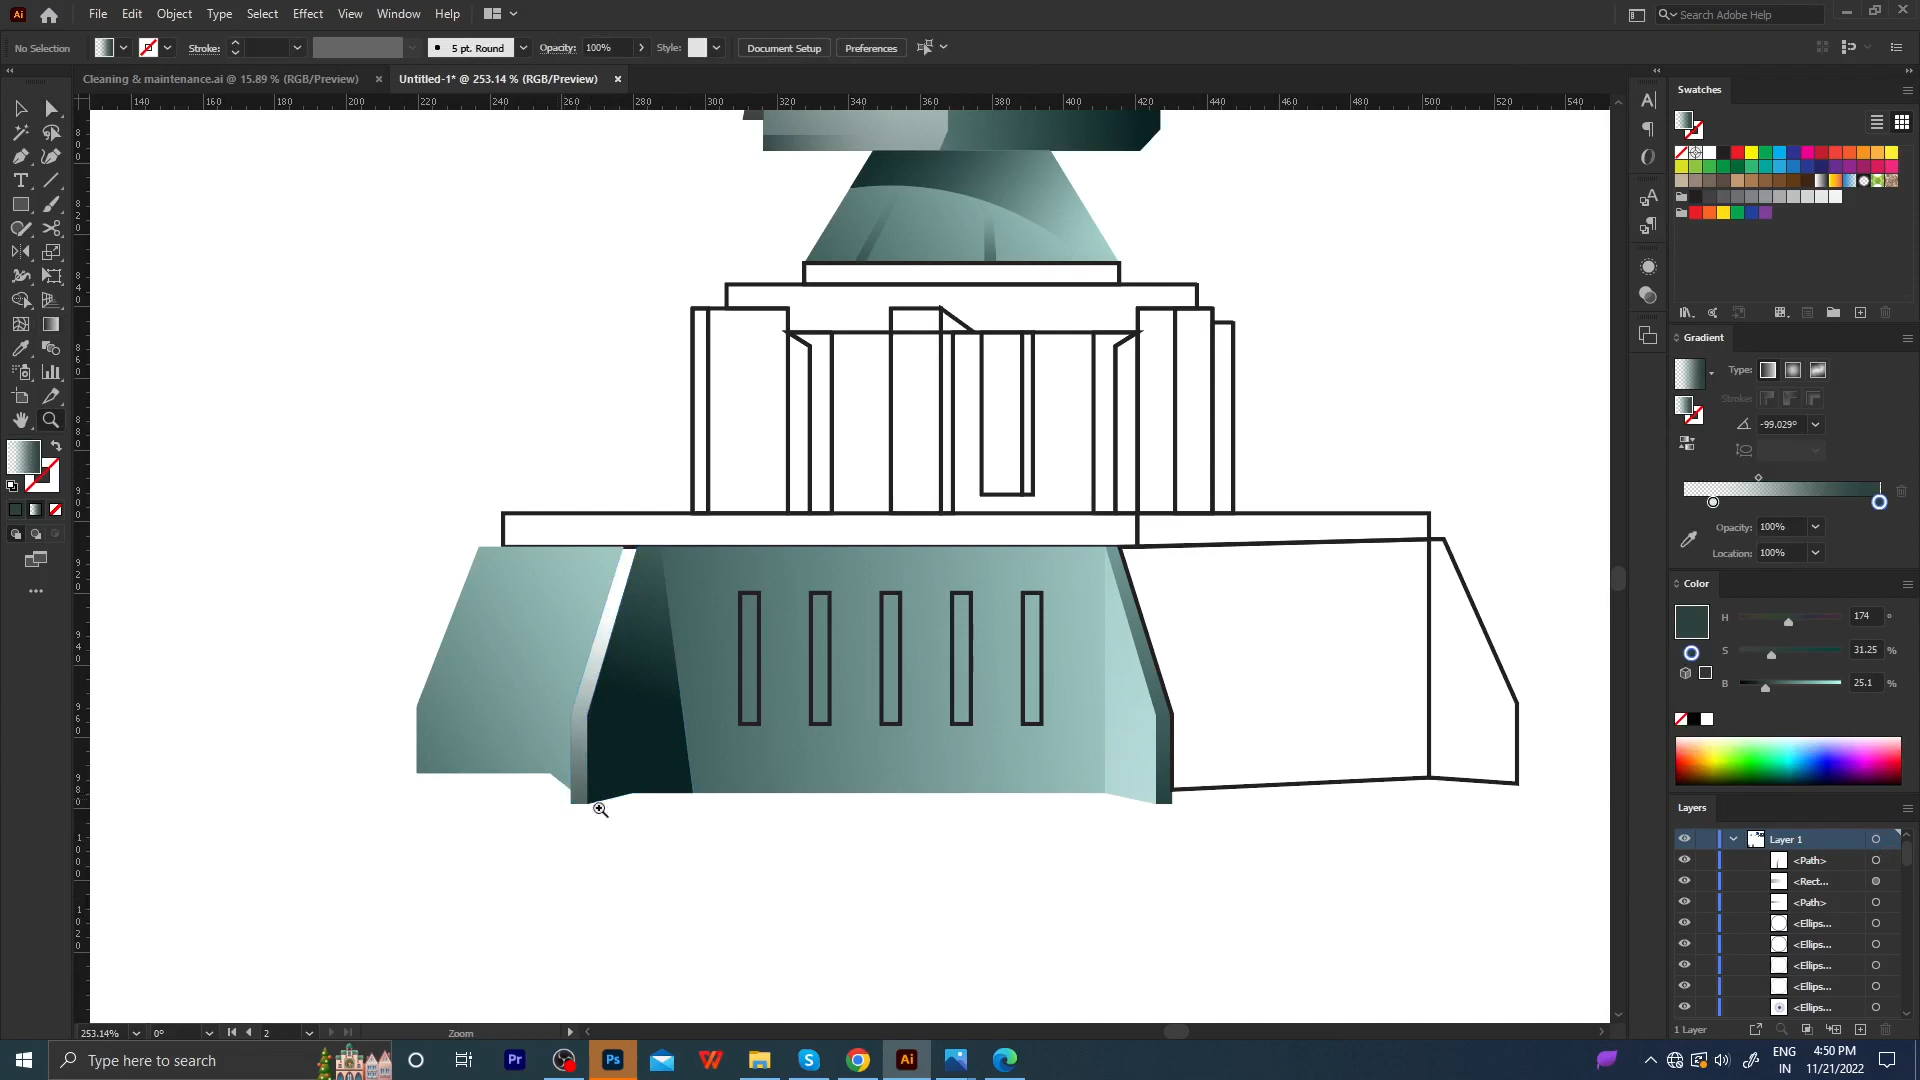 Ai File Edit Object Type Select Effect View Window Help Search Adobe Help
No Selection Stroke: 5 pt. Round Opacity: 100% Style: Document Setup Preferences
Cleaning & maintenance.ai @ 15.89 % (RGB/Preview) × Untitled-1* @ 253.14 % (RGB/Preview) ×
140 160 180 200 220 240 260 280 300 320 340 360 380 400 420 440 460 480 500 520 540
Swatches
Gradient
Type:
Stroke:
-99.029°
Opacity: 100%
Location: 100%
Color
H 174 °
S 31.25 %
B 25.1 %
Layers
Layer 1
<Path>
<Rect...
<Path>
<Ellips...
<Ellips...
<Ellips...
<Ellips...
<Ellips...
1 Layer
253.14% 0° 2 Zoom
Type here to search Pr Ps Ai ENG 4:50 PM
IN 11/21/2022